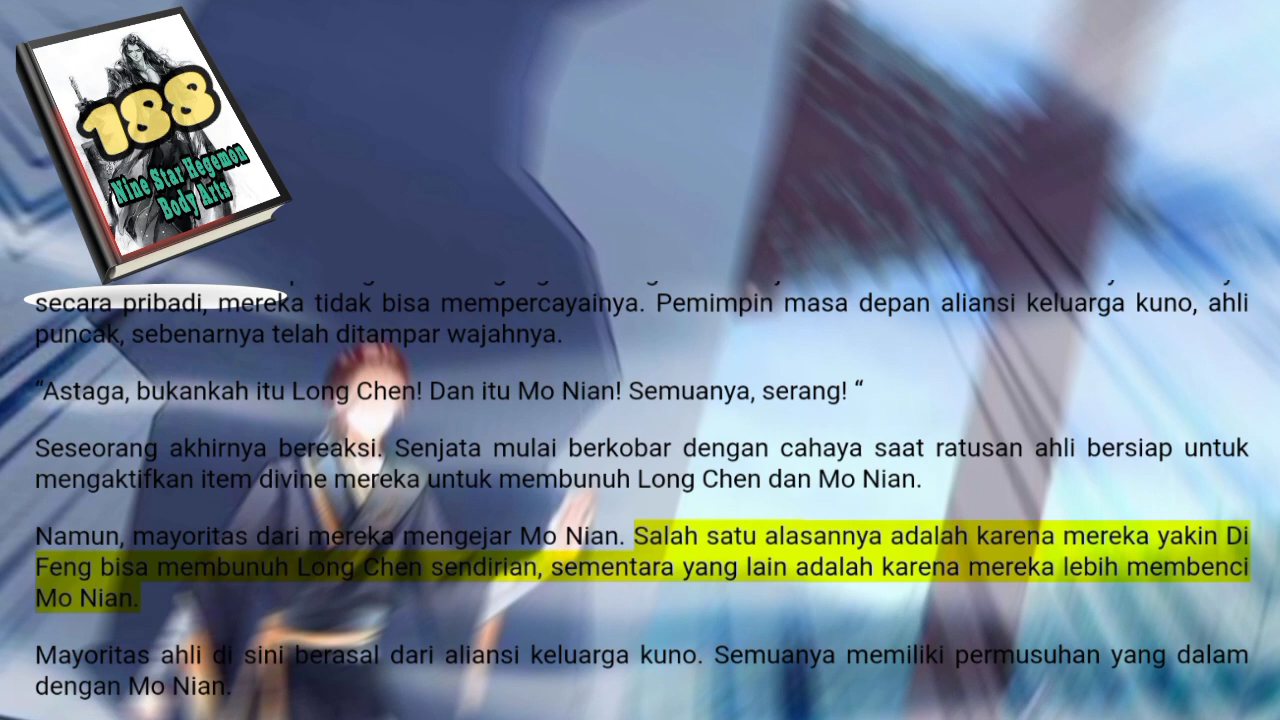 188
Nine Star Hegemon
Body Arts
secara pribadi, mereka tidak bisa mempercayainya. Pemimpin masa depan aliansi keluarga kuno, ahli
puncak, sebenarnya telah ditampar wajahnya.
“Astaga, bukankah itu Long Chen! Dan itu Mo Nian! Semuanya, serang! “
Seseorang akhirnya bereaksi. Senjata mulai berkobar dengan cahaya saat ratusan ahli bersiap untuk
mengaktifkan item divine mereka untuk membunuh Long Chen dan Mo Nian.
Namun, mayoritas dari mereka mengejar Mo Nian. Salah satu alasannya adalah karena mereka yakin Di
Feng bisa membunuh Long Chen sendirian, sementara yang lain adalah karena mereka lebih membenci
Mo Nian.
Mayoritas ahli di sini berasal dari aliansi keluarga kuno. Semuanya memiliki permusuhan yang dalam
dengan Mo Nian.